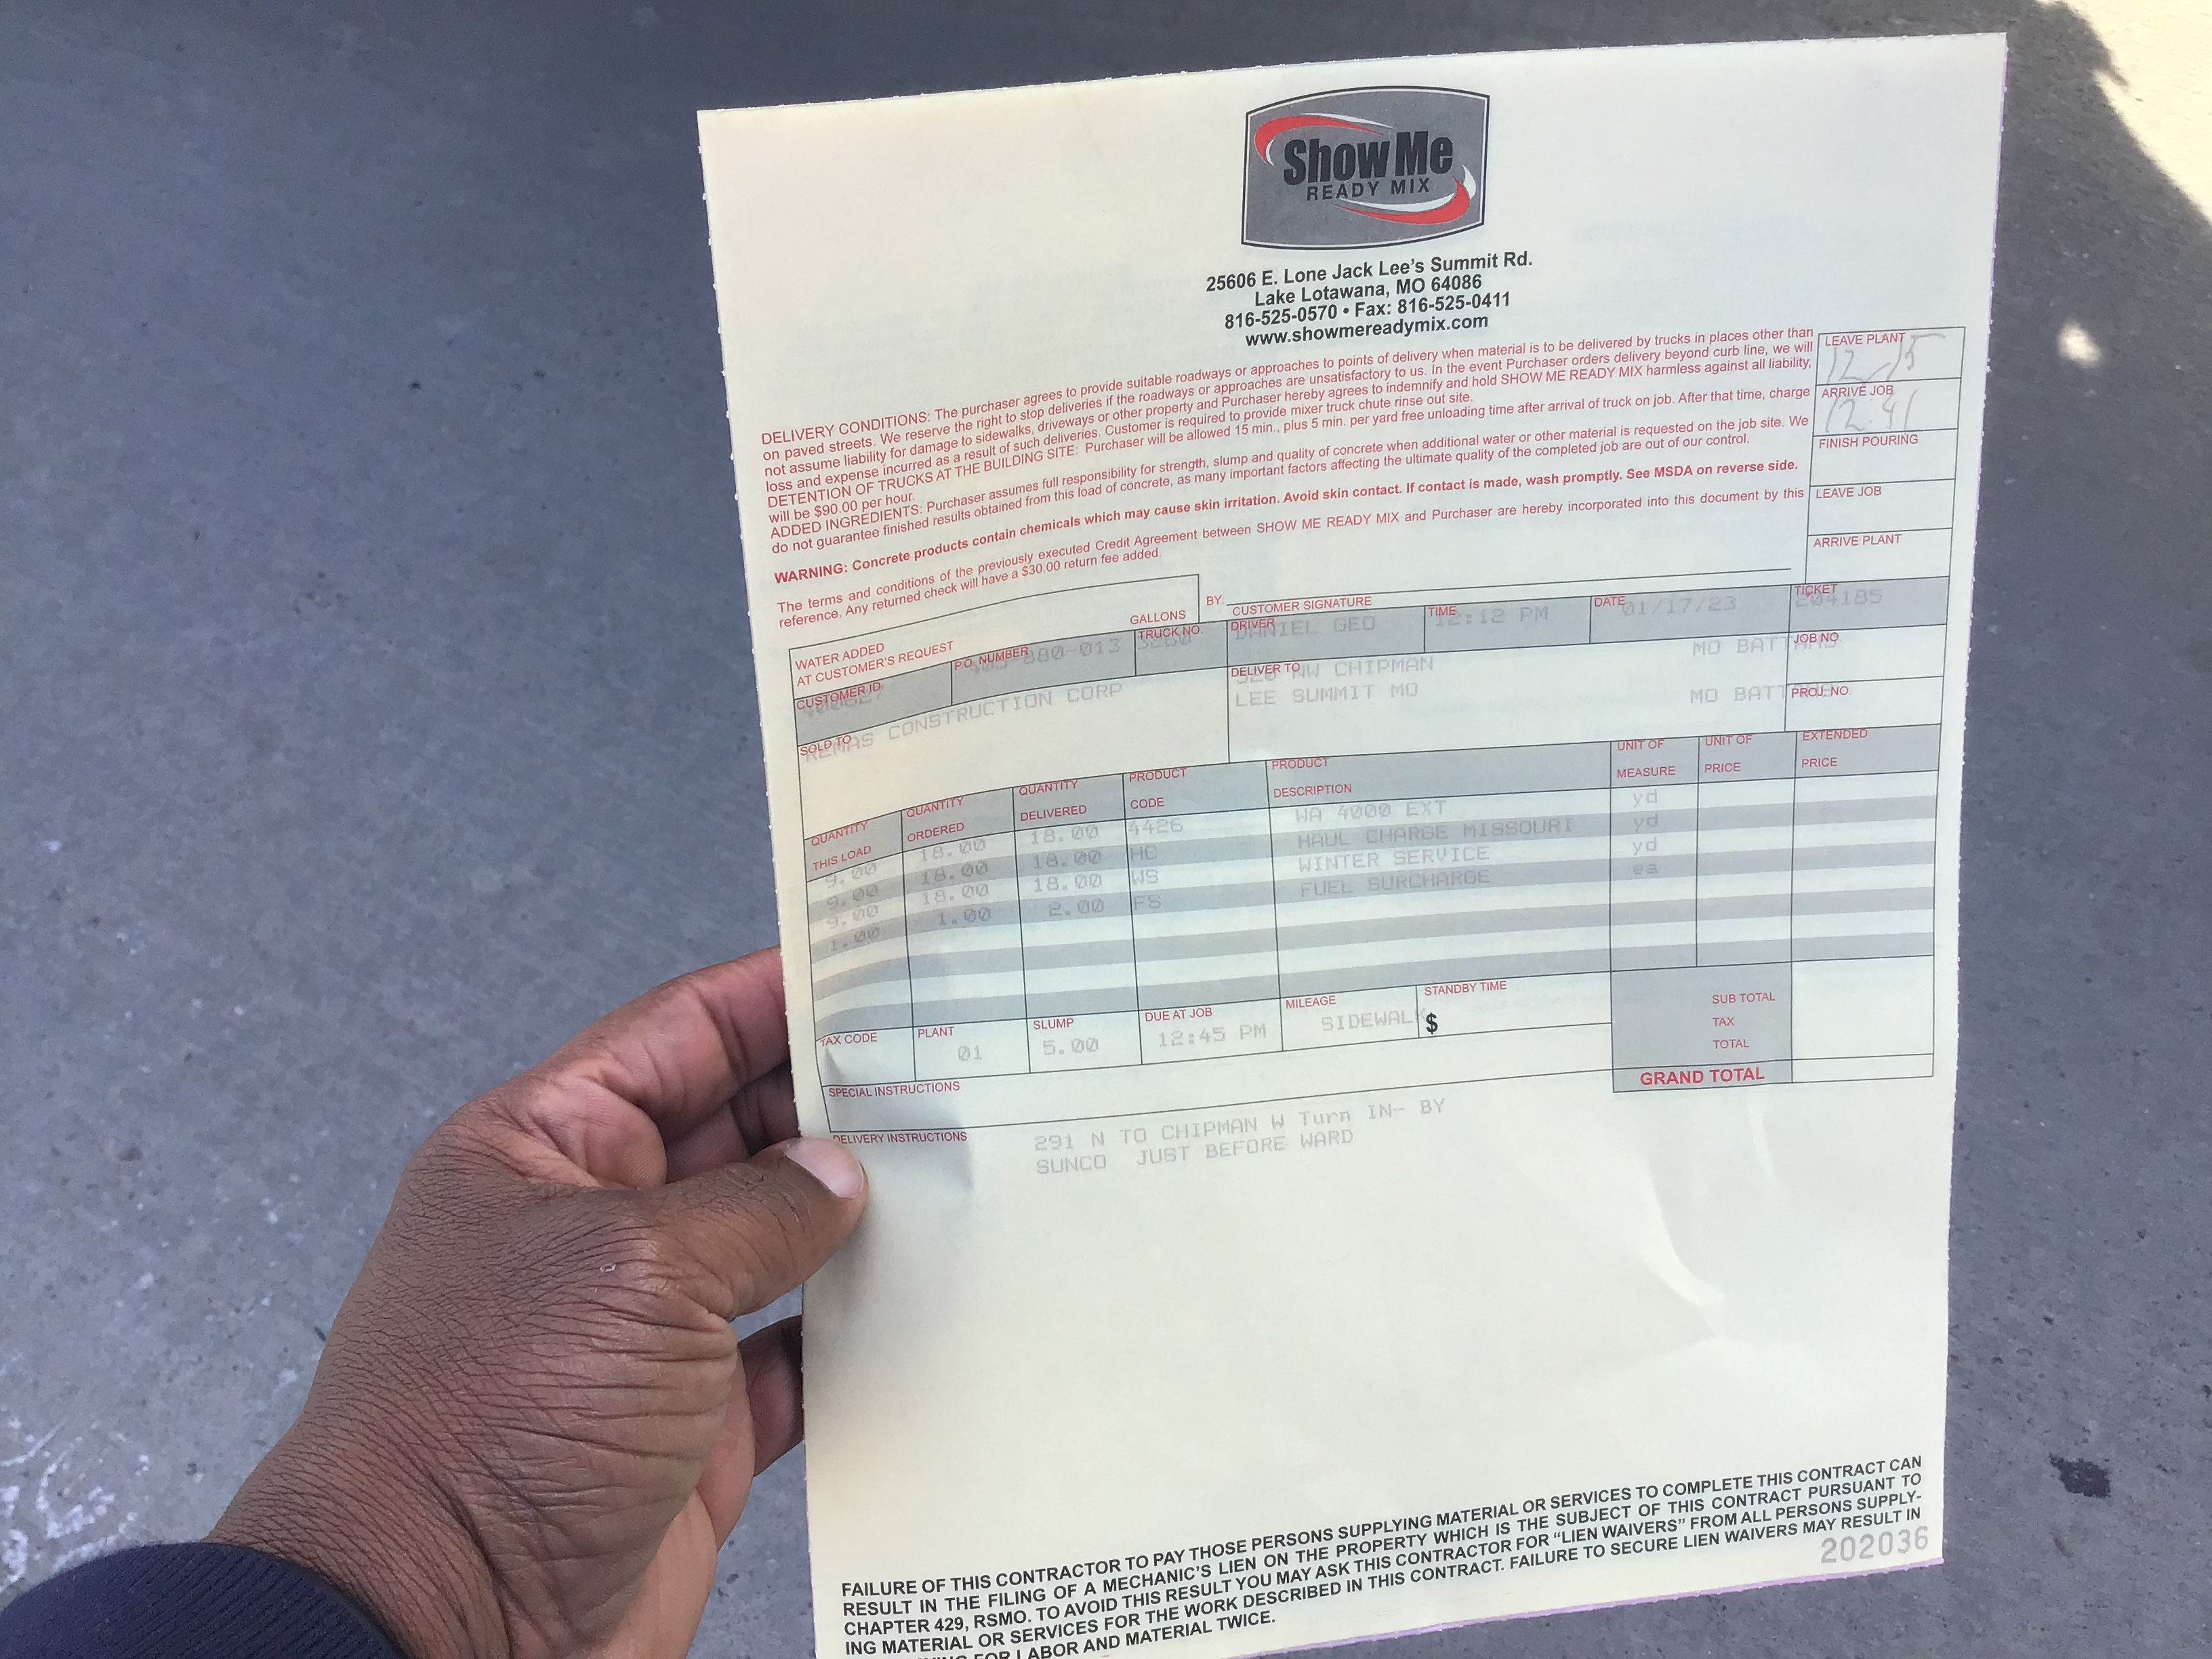 Show Me
READY MIX
25606 E. Lone Jack Lee's Summit Rd.
Lake Lotawana, MO 64086
816-525-0570 • Fax: 816-525-0411
www.showmereadymix.com
DELIVERY CONDITIONS: The purchaser agrees to provide suitable roadways or approaches to points of delivery when material is to be delivered by trucks in places other than
on paved streets. We reserve the right to stop deliveries if the roadways or approaches are unsatisfactory to us. In the event Purchaser orders delivery beyond curb line, we will
not assume liability for damage to sidewalks, driveways or other property and Purchaser hereby agrees to indemnify and hold SHOW ME READY MIX harmless against all liability,
loss and expense incurred as a result of such deliveries. Customer is required to provide mixer truck chute rinse out site.
DETENTION OF TRUCKS AT THE BUILDING SITE: Purchaser will be allowed 15 min., plus 5 min. per yard free unloading time after arrival of truck on job. After that time, charge
will be $90.00 per hour.
ADDED INGREDIENTS: Purchaser assumes full responsibility for strength, slump and quality of concrete when additional water or other material is requested on the job site. We
do not guarantee finished results obtained from this load of concrete, as many important factors affecting the ultimate quality of the completed job are out of our control.
WARNING: Concrete products contain chemicals which may cause skin irritation. Avoid skin contact. If contact is made, wash promptly. See MSDA on reverse side.
The terms and conditions of the previously executed Credit Agreement between SHOW ME READY MIX and Purchaser are hereby incorporated into this document by this
reference. Any returned check will have a $30.00 return fee added.
LEAVE PLANT
12 15
ARRIVE JOB
12:41
FINISH POURING
LEAVE JOB
ARRIVE PLANT
WATER ADDED
AT CUSTOMER'S REQUEST
GALLONS
BY:
CUSTOMER SIGNATURE
CUSTOMER ID
P.O. NUMBER
TRUCK NO.
DRIVER DANIEL GEO
TIME 12:12 PM
DATE 01/17/23
TICKET 204185
SOLD TO
CONSTRUCTION CORP
DELIVER TO
NW CHIPMAN
LEE SUMMIT MO
MO
JOB NO
MO
PROJ. NO.
QUANTITY THIS LOAD QUANTITY ORDERED QUANTITY DELIVERED PRODUCT CODE PRODUCT DESCRIPTION UNIT OF MEASURE UNIT OF PRICE EXTENDED PRICE
9.00 18.00 18.00 4426 WA 4000 EXT yd
9.00 18.00 18.00 HC HAUL CHARGE MISSOURI yd
9.00 18.00 18.00 WS WINTER SERVICE yd
1.00 1.00 2.00 FS FUEL SURCHARGE ea
TAX CODE
PLANT 01
SLUMP 5.00
DUE AT JOB 12:45 PM
MILEAGE SIDEWALK
STANDBY TIME $
SUB TOTAL
TAX
TOTAL
GRAND TOTAL
SPECIAL INSTRUCTIONS
DELIVERY INSTRUCTIONS
291 N TO CHIPMAN W Turn IN- BY
SUNCO JUST BEFORE WARD
FAILURE OF THIS CONTRACTOR TO PAY THOSE PERSONS SUPPLYING MATERIAL OR SERVICES TO COMPLETE THIS CONTRACT CAN
RESULT IN THE FILING OF A MECHANIC'S LIEN ON THE PROPERTY WHICH IS THE SUBJECT OF THIS CONTRACT PURSUANT TO
CHAPTER 429, RSMO. TO AVOID THIS RESULT YOU MAY ASK THIS CONTRACTOR FOR "LIEN WAIVERS" FROM ALL PERSONS SUPPLY-
ING MATERIAL OR SERVICES FOR THE WORK DESCRIBED IN THIS CONTRACT. FAILURE TO SECURE LIEN WAIVERS MAY RESULT IN
FOR LABOR AND MATERIAL TWICE.
202036